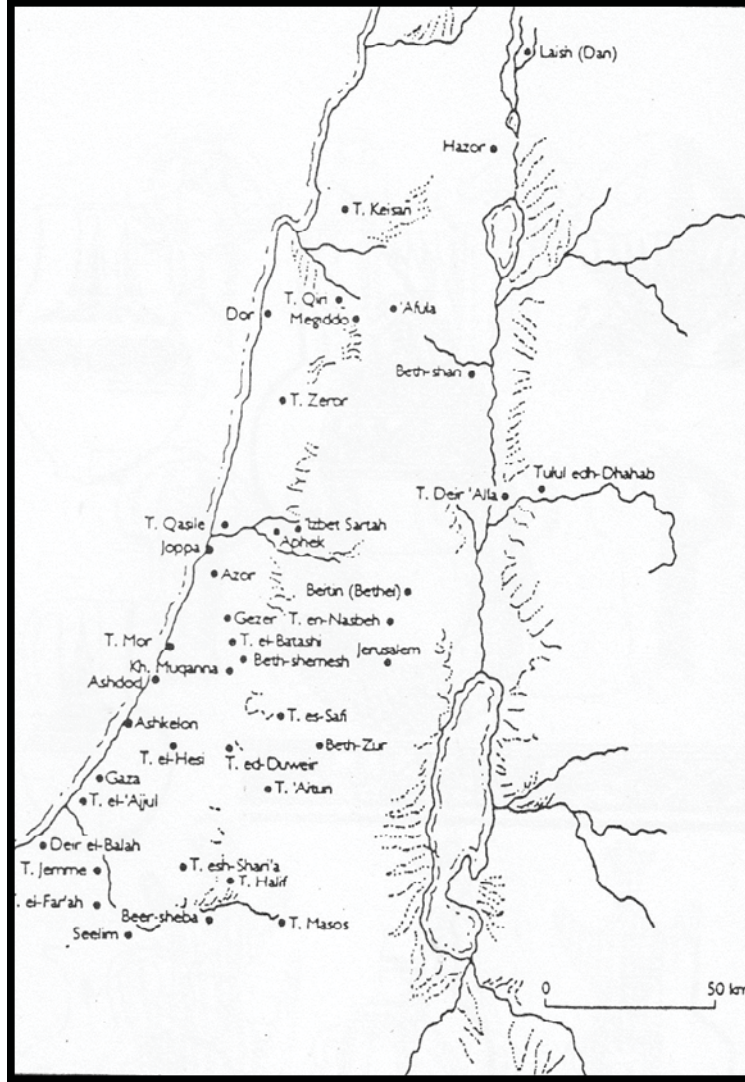 Laish (Dan)
Hazor
T. Keisan
T. Qiri
Dor
Megiddo
'Afula
Beth-shan
T. Zeror
Tulul edh-Dhahab
T. Deir 'Alla
T. Qasile
'Izbet Sartah
Aphek
Joppa
Azor
Beitin (Bethel)
Gezer
T. en-Nasbeh
T. Mor
T. el-Batashi
Jerusalem
Kh. Muqanna
Beth-shemesh
Ashdod
T. es-Safi
Ashkelon
T. el-Hesi
T. ed-Duweir
Beth-Zur
Gaza
T. 'Aitun
T. el-'Ajjul
Deir el-Balah
T. Jemme
T. esh-Shari'a
T. Halif
T. el-Far'ah
Beer-sheba
T. Masos
Seelim
0 50 km